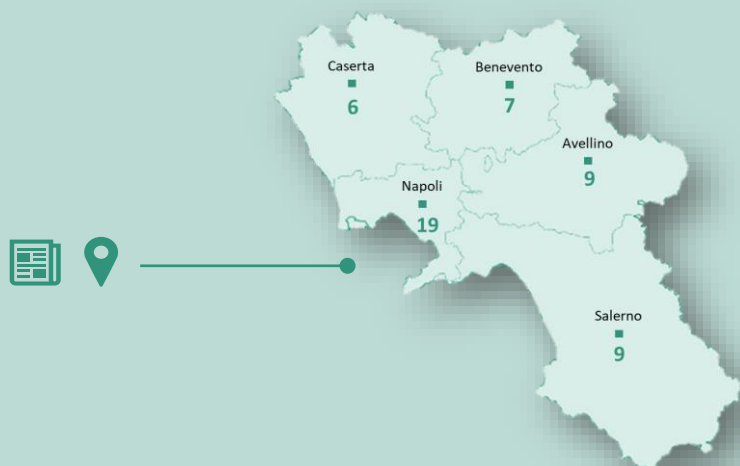 Caserta
6
Benevento
7
Avellino
9
Napoli
19
Salerno
9